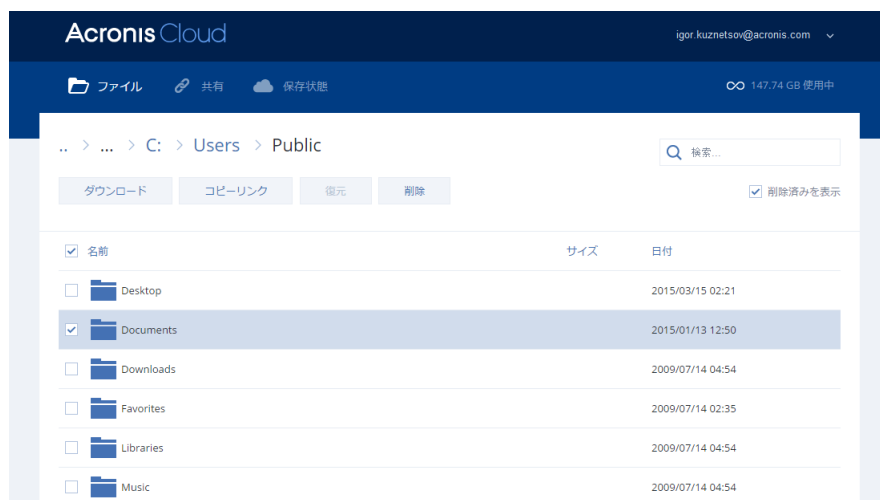 Acronis Cloud
igor.kuznetsov@acronis.com
ファイル 共有 保存状態 147.74 GB 使用中
.. > ... > C: > Users > Public
検索...
ダウンロード コピーリンク 復元 削除
削除済みを表示
名前 サイズ 日付
Desktop 2015/03/15 02:21
Documents 2015/01/13 12:50
Downloads 2009/07/14 04:54
Favorites 2009/07/14 02:35
Libraries 2009/07/14 04:54
Music 2009/07/14 04:54